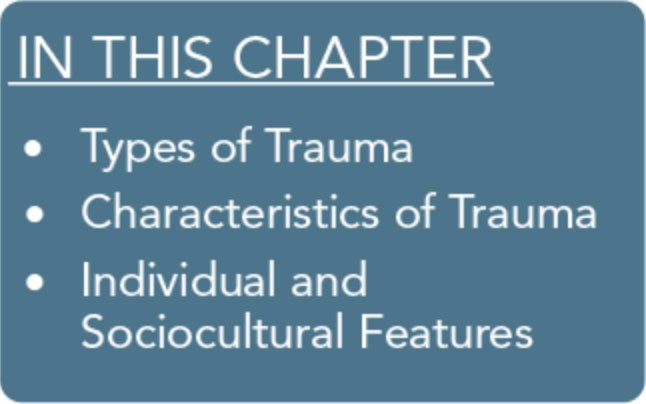 IN THIS CHAPTER
• Types of Trauma
• Characteristics of Trauma
• Individual and
Sociocultural Features